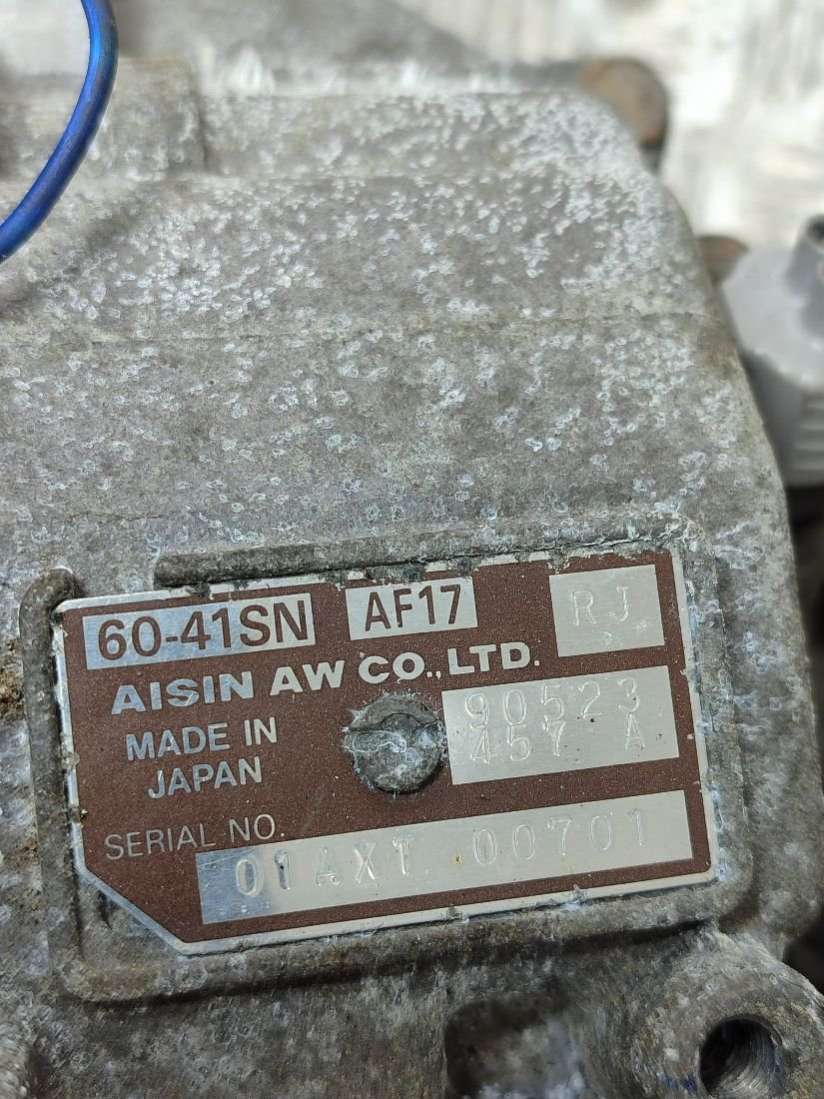 60-41SN AF17 RJ
AISIN AW CO.,LTD.
MADE IN
JAPAN
90523
457 A
SERIAL NO.
01AXT 00701